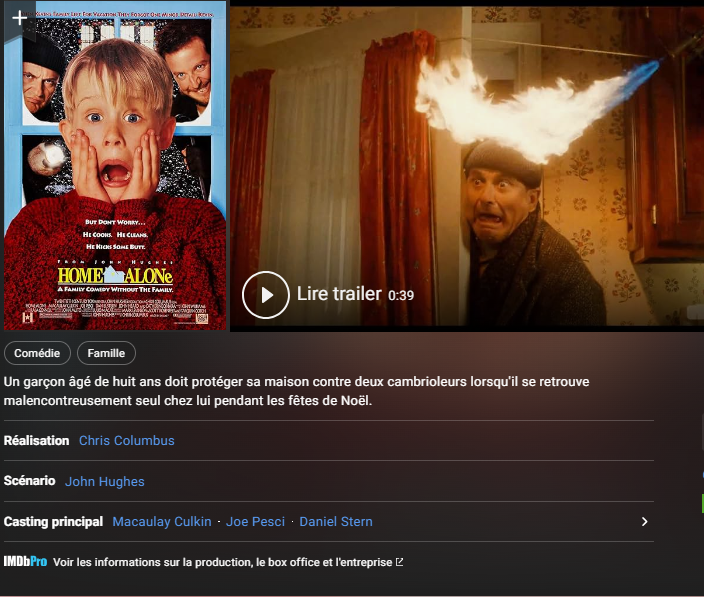 A FAMILY COMEDY WITHOUT THE FAMILY.
BUT DON'T WORRY...
HE COOKS. HE CLEANS.
HE KICKS SOME BUTT.
FROM JOHN HUGHES
HOME ALONe
Lire trailer 0:39
Comédie Famille
Un garçon âgé de huit ans doit protéger sa maison contre deux cambrioleurs lorsqu'il se retrouve
malencontreusement seul chez lui pendant les fêtes de Noël.
Réalisation Chris Columbus
Scénario John Hughes
Casting principal Macaulay Culkin · Joe Pesci · Daniel Stern
IMDbPro Voir les informations sur la production, le box office et l'entreprise